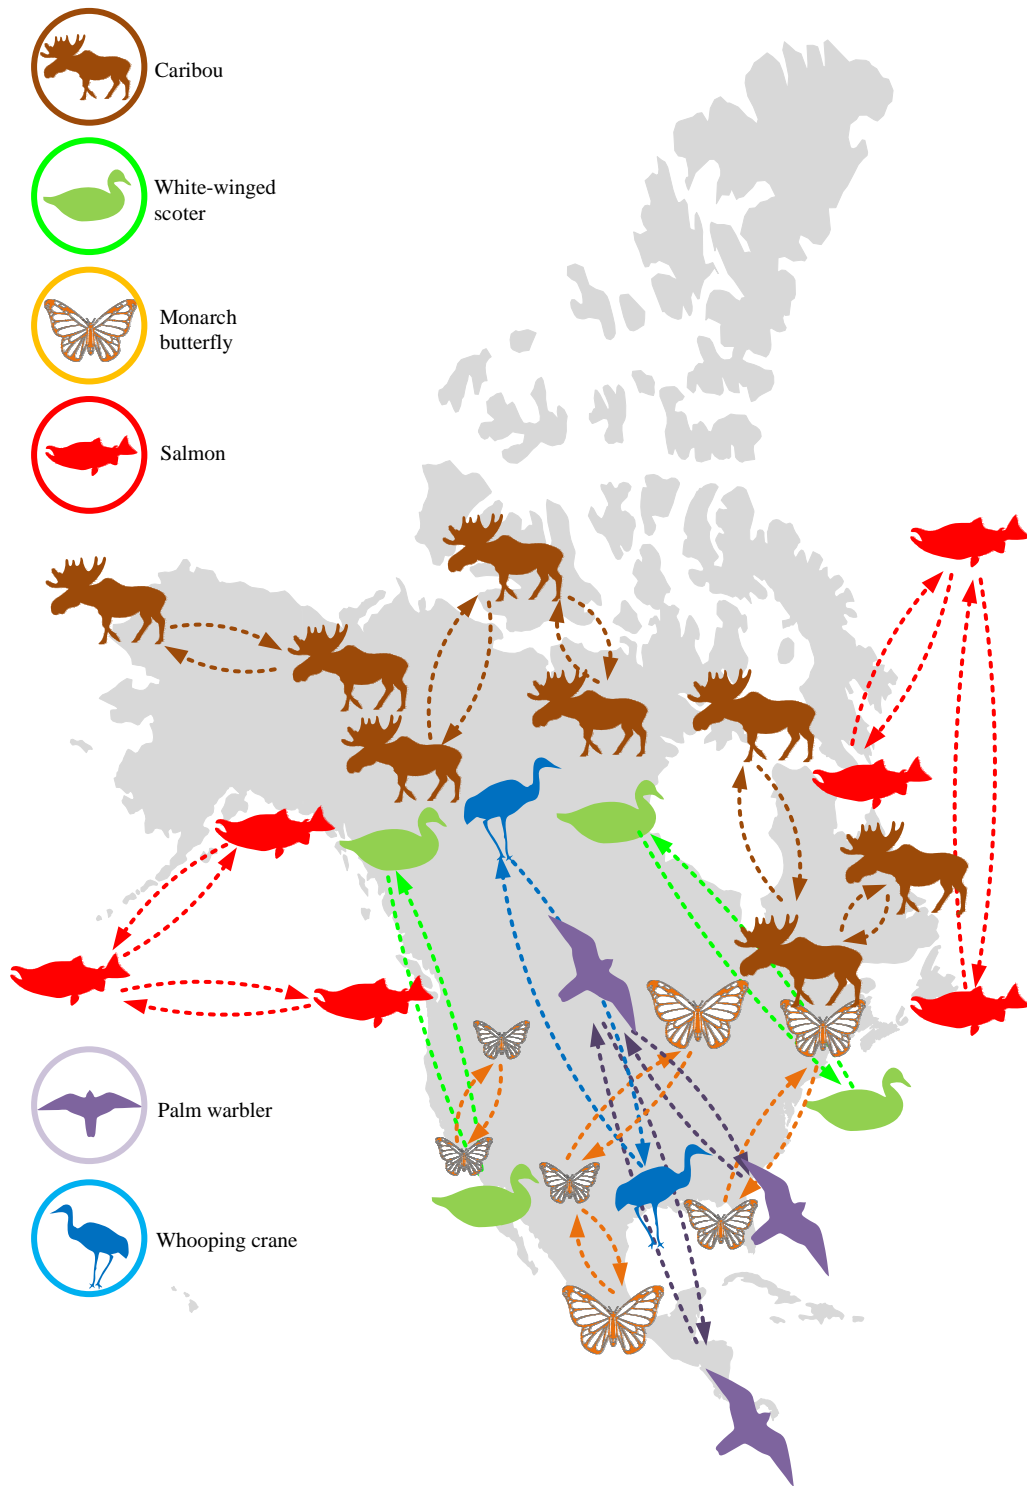 Caribou
White-winged
scoter
Monarch
butterfly
Salmon
Palm warbler
Whooping crane